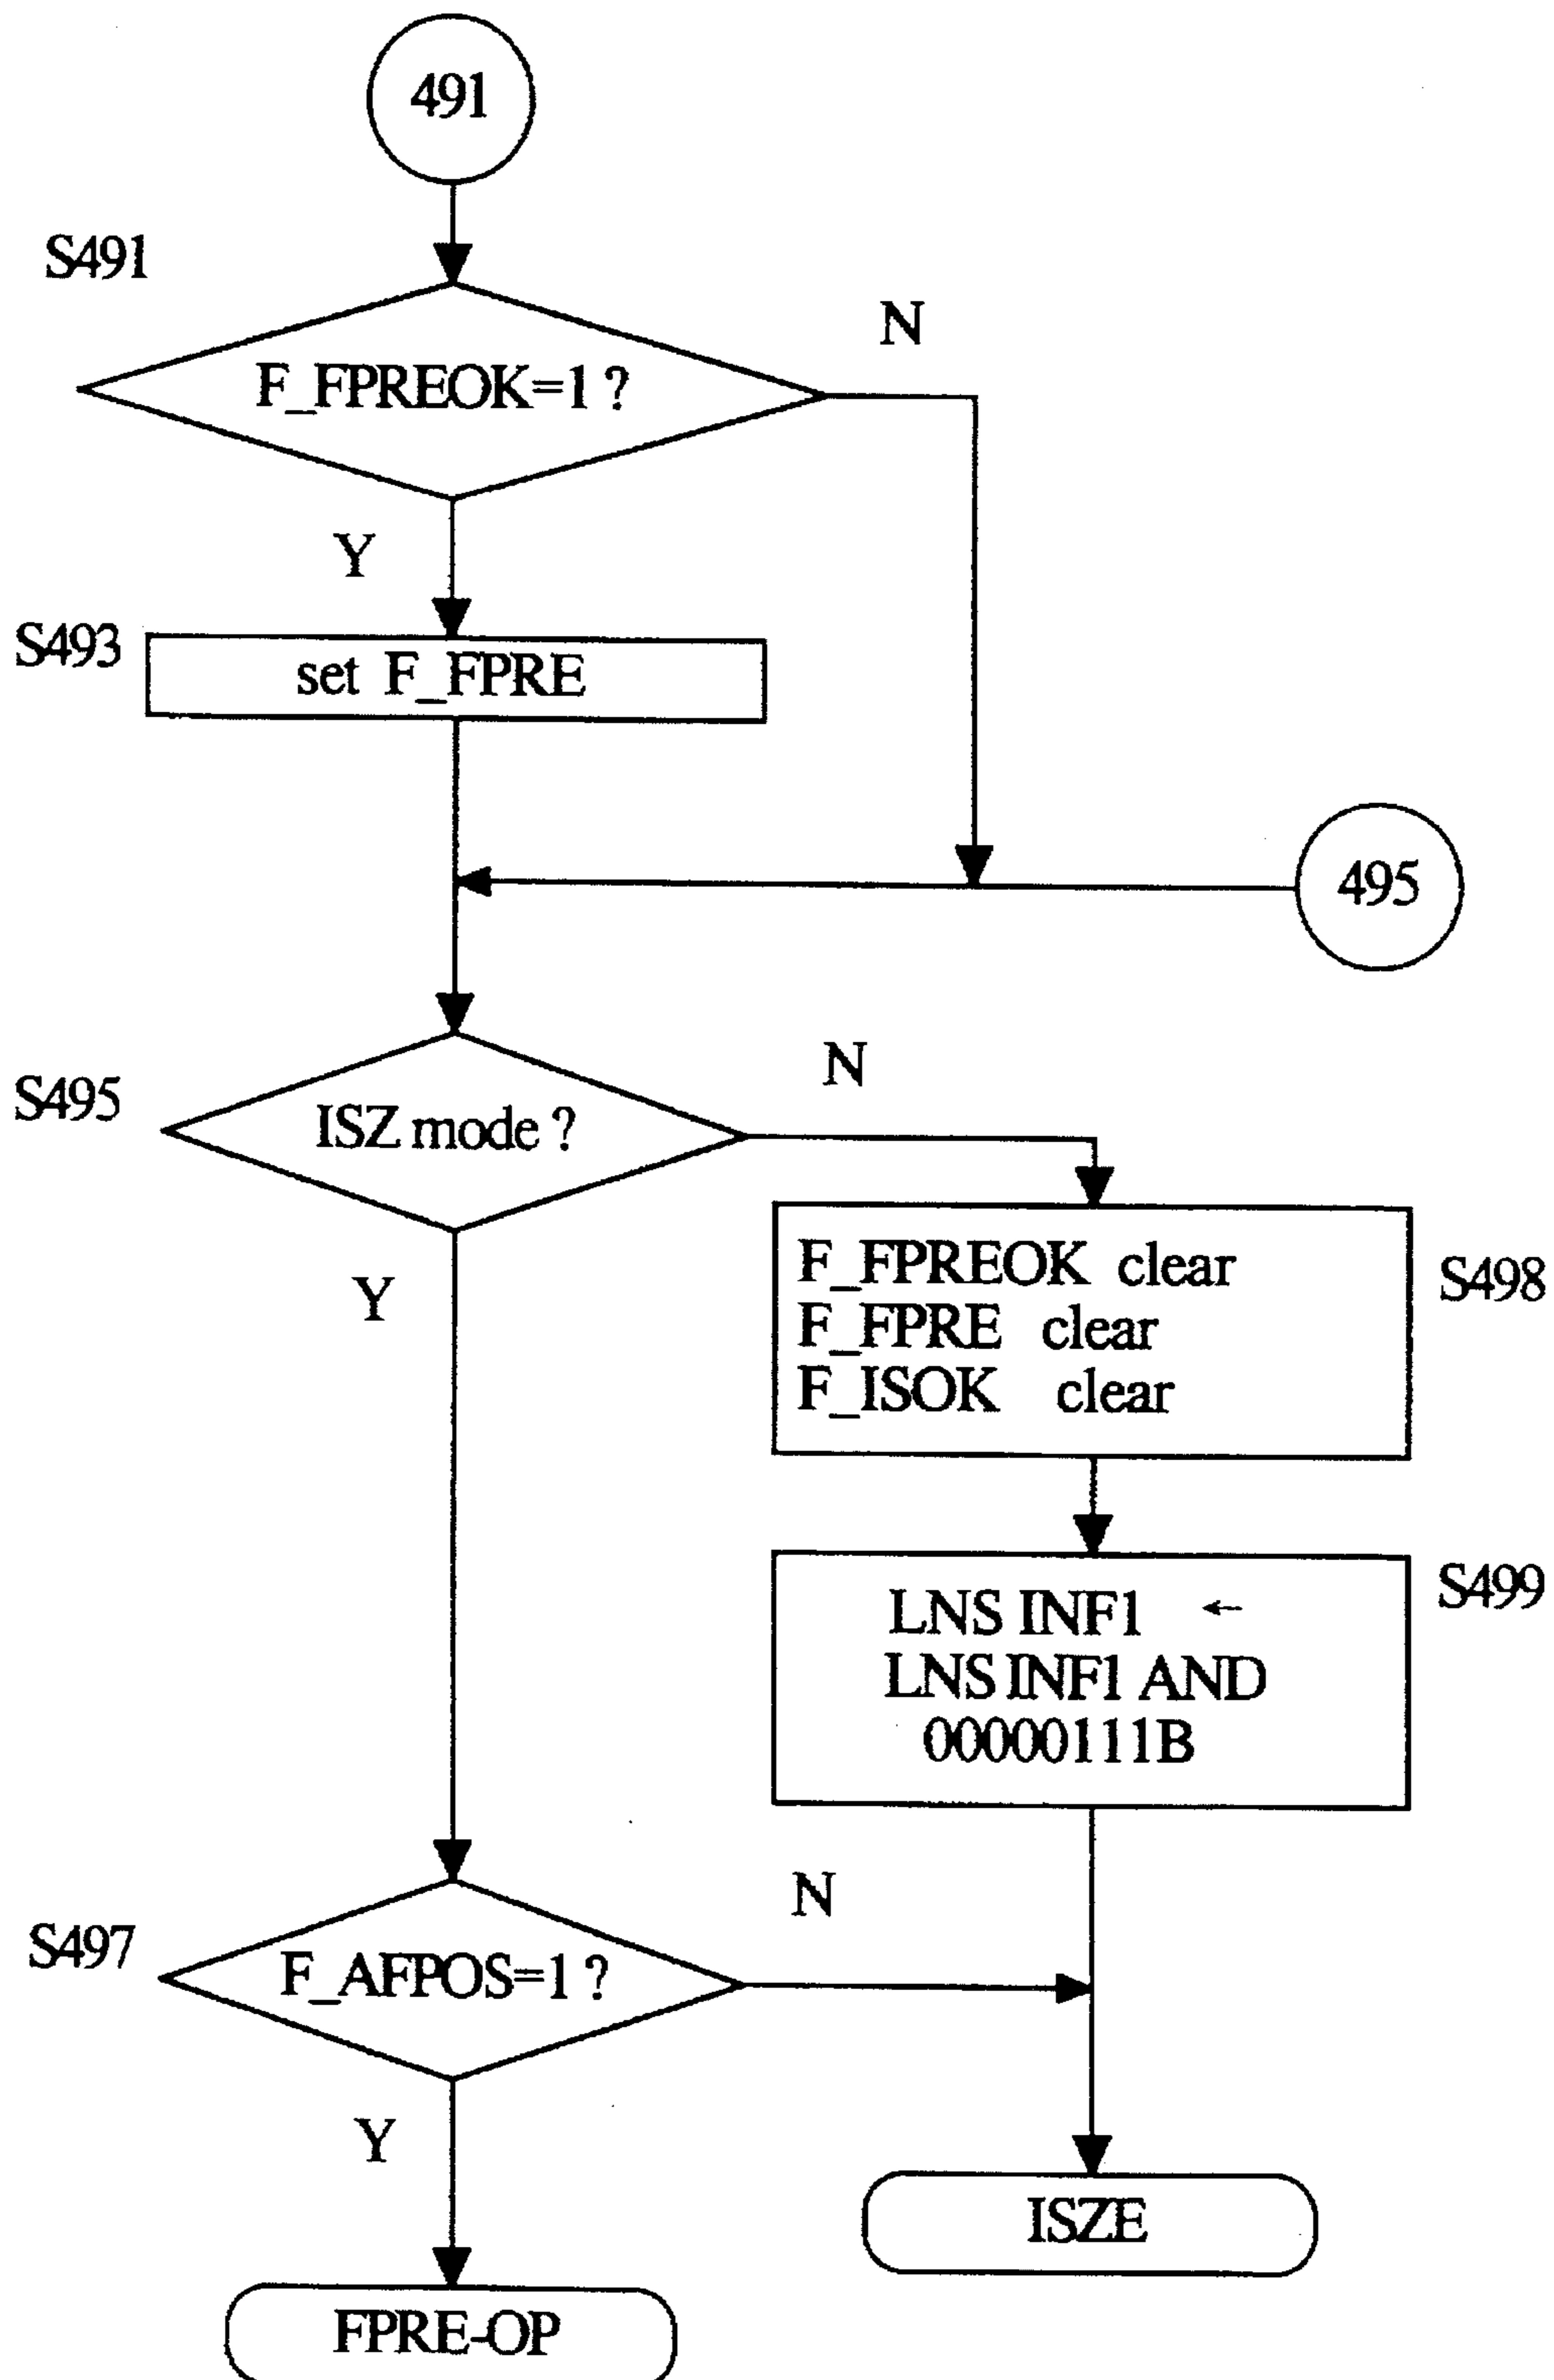 491
S491
F_FPREOK=1 ?
N
Y
S493
set F_FPRE
495
S495
ISZ mode ?
N
Y
F_FPREOK clear
F_FPRE clear
F_ISOK clear
S498
LNS INF1 ←
LNS INF1 AND
00000111B
S499
S497
F_AFPOS=1 ?
N
Y
ISZE
FPRE-OP